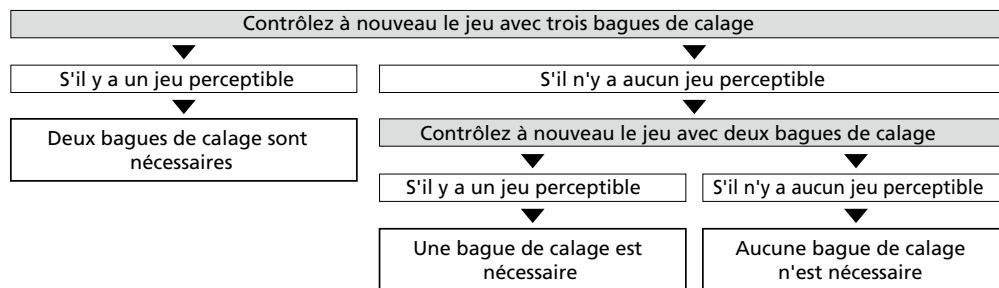 Contrôlez à nouveau le jeu avec trois bagues de calage
S'il y a un jeu perceptible
S'il n'y a aucun jeu perceptible
Deux bagues de calage sont
nécessaires
Contrôlez à nouveau le jeu avec deux bagues de calage
S'il y a un jeu perceptible
S'il n'y a aucun jeu perceptible
Une bague de calage est
nécessaire
Aucune bague de calage
n'est nécessaire